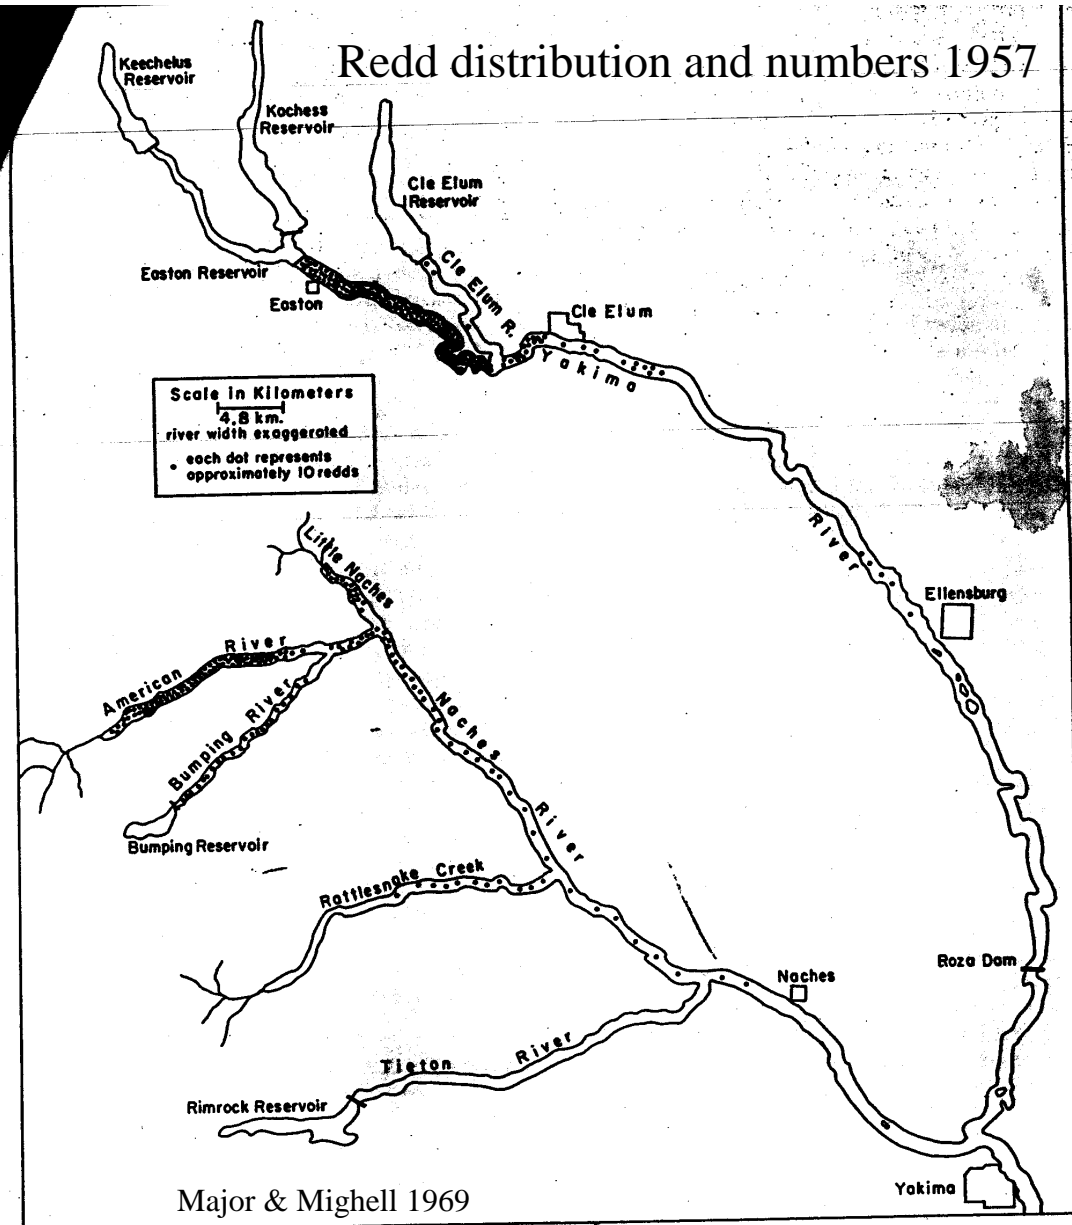 Redd distribution and numbers 1957
Keechelus
Reservoir
Kachess
Reservoir
Cle Elum
Reservoir
Cle Elum R.
Easton Reservoir
Easton
Cle Elum
Yakima
River
Scale in Kilometers
4.8 km.
river width exaggerated
• each dot represents
approximately 10 redds
Little Naches
Ellensburg
American River
Bumping River
Naches
River
Bumping Reservoir
Rattlesnake Creek
Roza Dam
Naches
Tieton River
Rimrock Reservoir
Yakima
Major & Mighell 1969